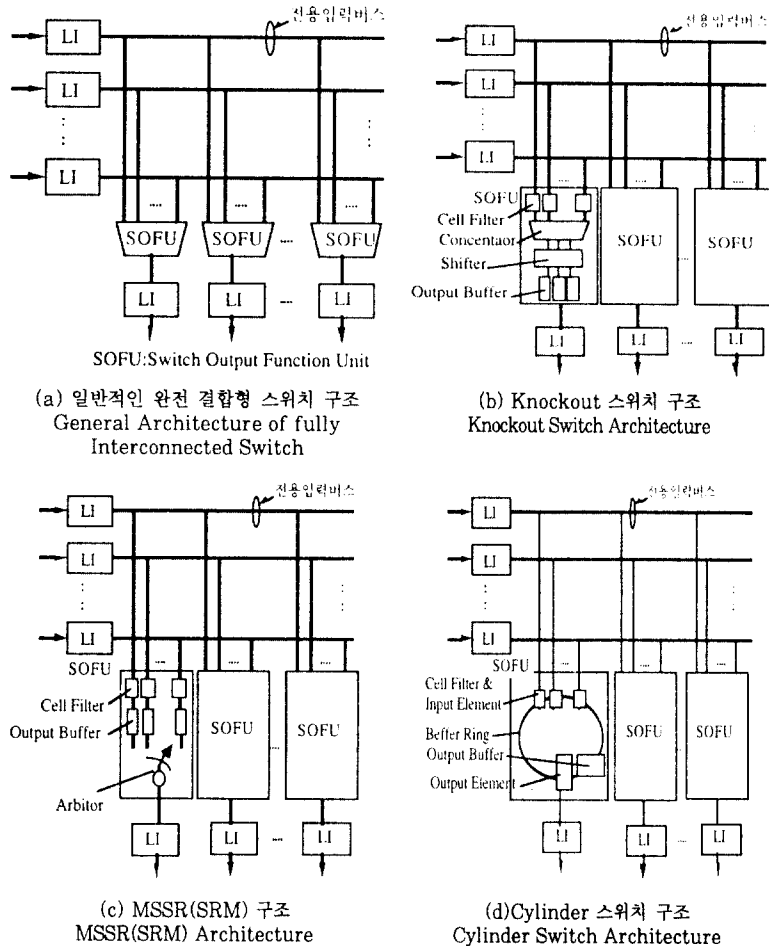 전용입력버스
LI
LI
LI
SOFU
SOFU
SOFU
LI
LI
LI
SOFU:Switch Output Function Unit
(a) 일반적인 완전 결합형 스위치 구조
General Architecture of fully
Interconnected Switch
전용입력버스
LI
LI
LI
SOFU
Cell Filter
Concentaor
Shifter
Output Buffer
SOFU
SOFU
LI
LI
LI
(b) Knockout 스위치 구조
Knockout Switch Architecture
전용입력버스
LI
LI
LI
SOFU
Cell Filter
Output Buffer
Arbitor
SOFU
SOFU
LI
LI
LI
(c) MSSR(SRM) 구조
MSSR(SRM) Architecture
전용입력버스
LI
LI
LI
SOFU
Cell Filter &
Input Element
Beffer Ring
Output Buffer
Output Element
SOFU
SOFU
LI
LI
LI
(d)Cylinder 스위치 구조
Cylinder Switch Architecture